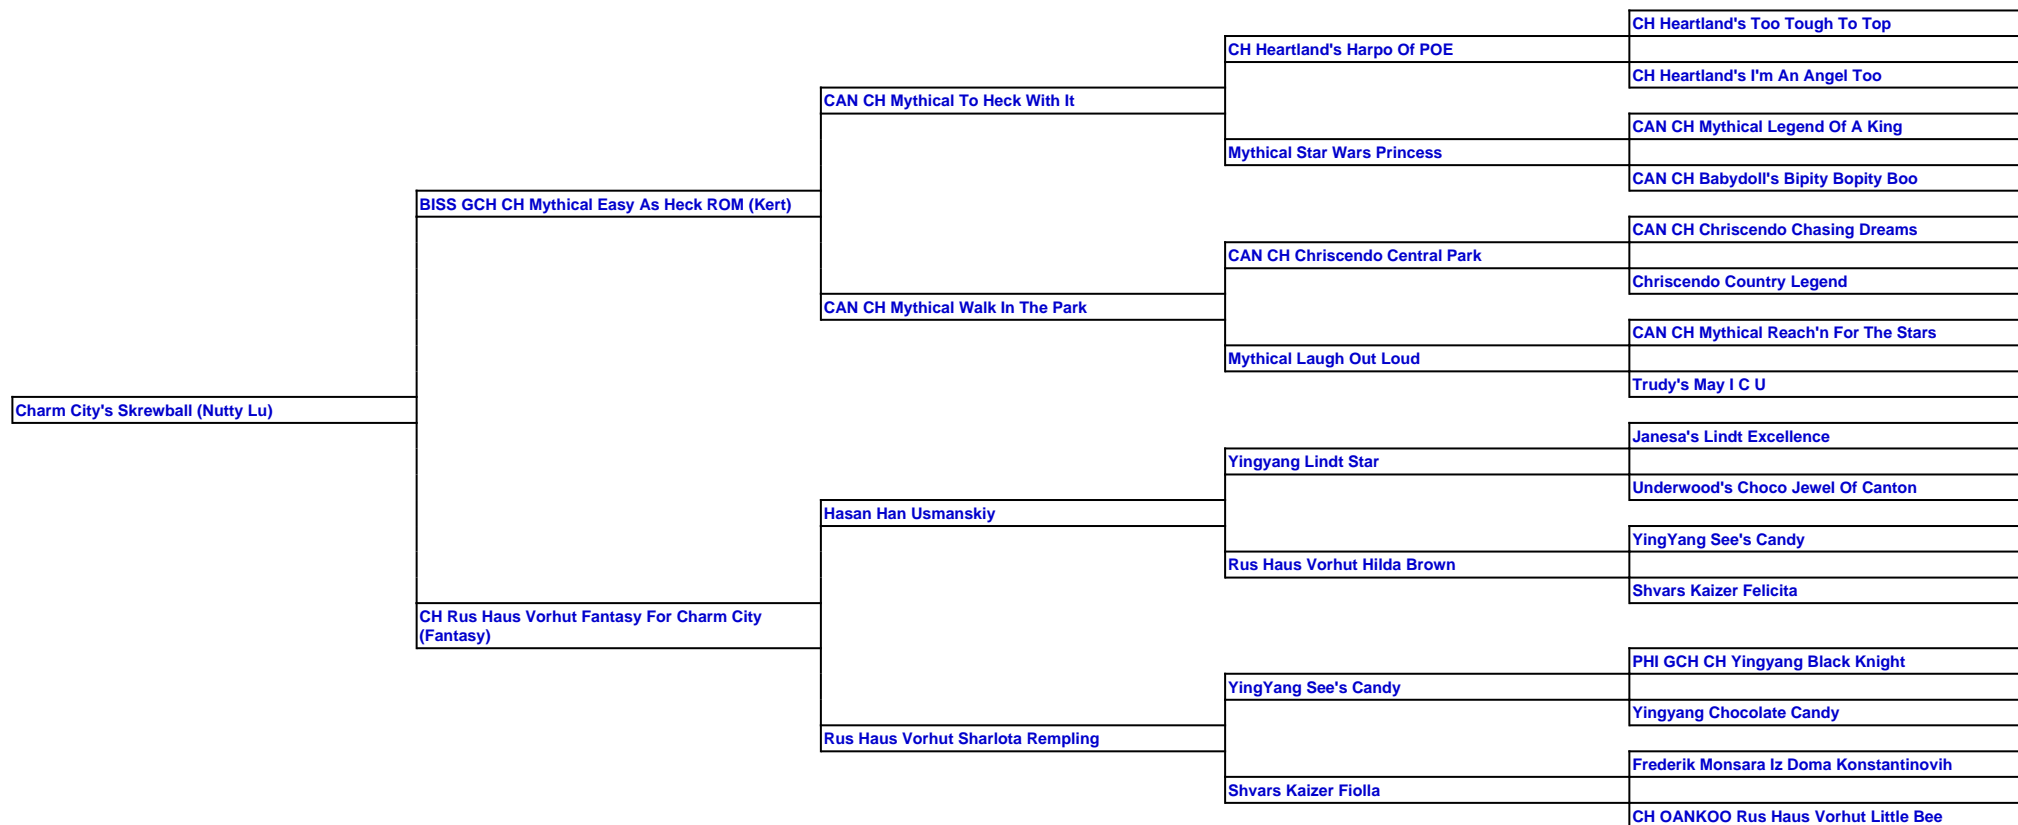 CH Heartland's Too Tough To Top
CH Heartland's Harpo Of POE
CH Heartland's I'm An Angel Too
CAN CH Mythical To Heck With It
CAN CH Mythical Legend Of A King
Mythical Star Wars Princess
CAN CH Babydoll's Bipity Bopity Boo
BISS GCH CH Mythical Easy As Heck ROM (Kert)
CAN CH Chriscendo Chasing Dreams
CAN CH Chriscendo Central Park
Chriscendo Country Legend
CAN CH Mythical Walk In The Park
CAN CH Mythical Reach'n For The Stars
Mythical Laugh Out Loud
Trudy's May I C U
Charm City's Skrewball (Nutty Lu)
Janesa's Lindt Excellence
Yingyang Lindt Star
Underwood's Choco Jewel Of Canton
Hasan Han Usmanskiy
YingYang See's Candy
Rus Haus Vorhut Hilda Brown
Shvars Kaizer Felicita
CH Rus Haus Vorhut Fantasy For Charm City
(Fantasy)
PHI GCH CH Yingyang Black Knight
YingYang See's Candy
Yingyang Chocolate Candy
Rus Haus Vorhut Sharlota Rempling
Frederik Monsara Iz Doma Konstantinovih
Shvars Kaizer Fiolla
CH OANKOO Rus Haus Vorhut Little Bee